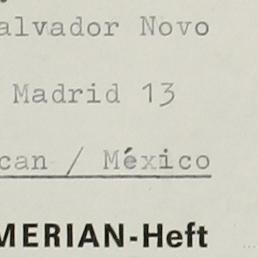 alvador Novo
Madrid 13
can / México
MERIAN-Heft